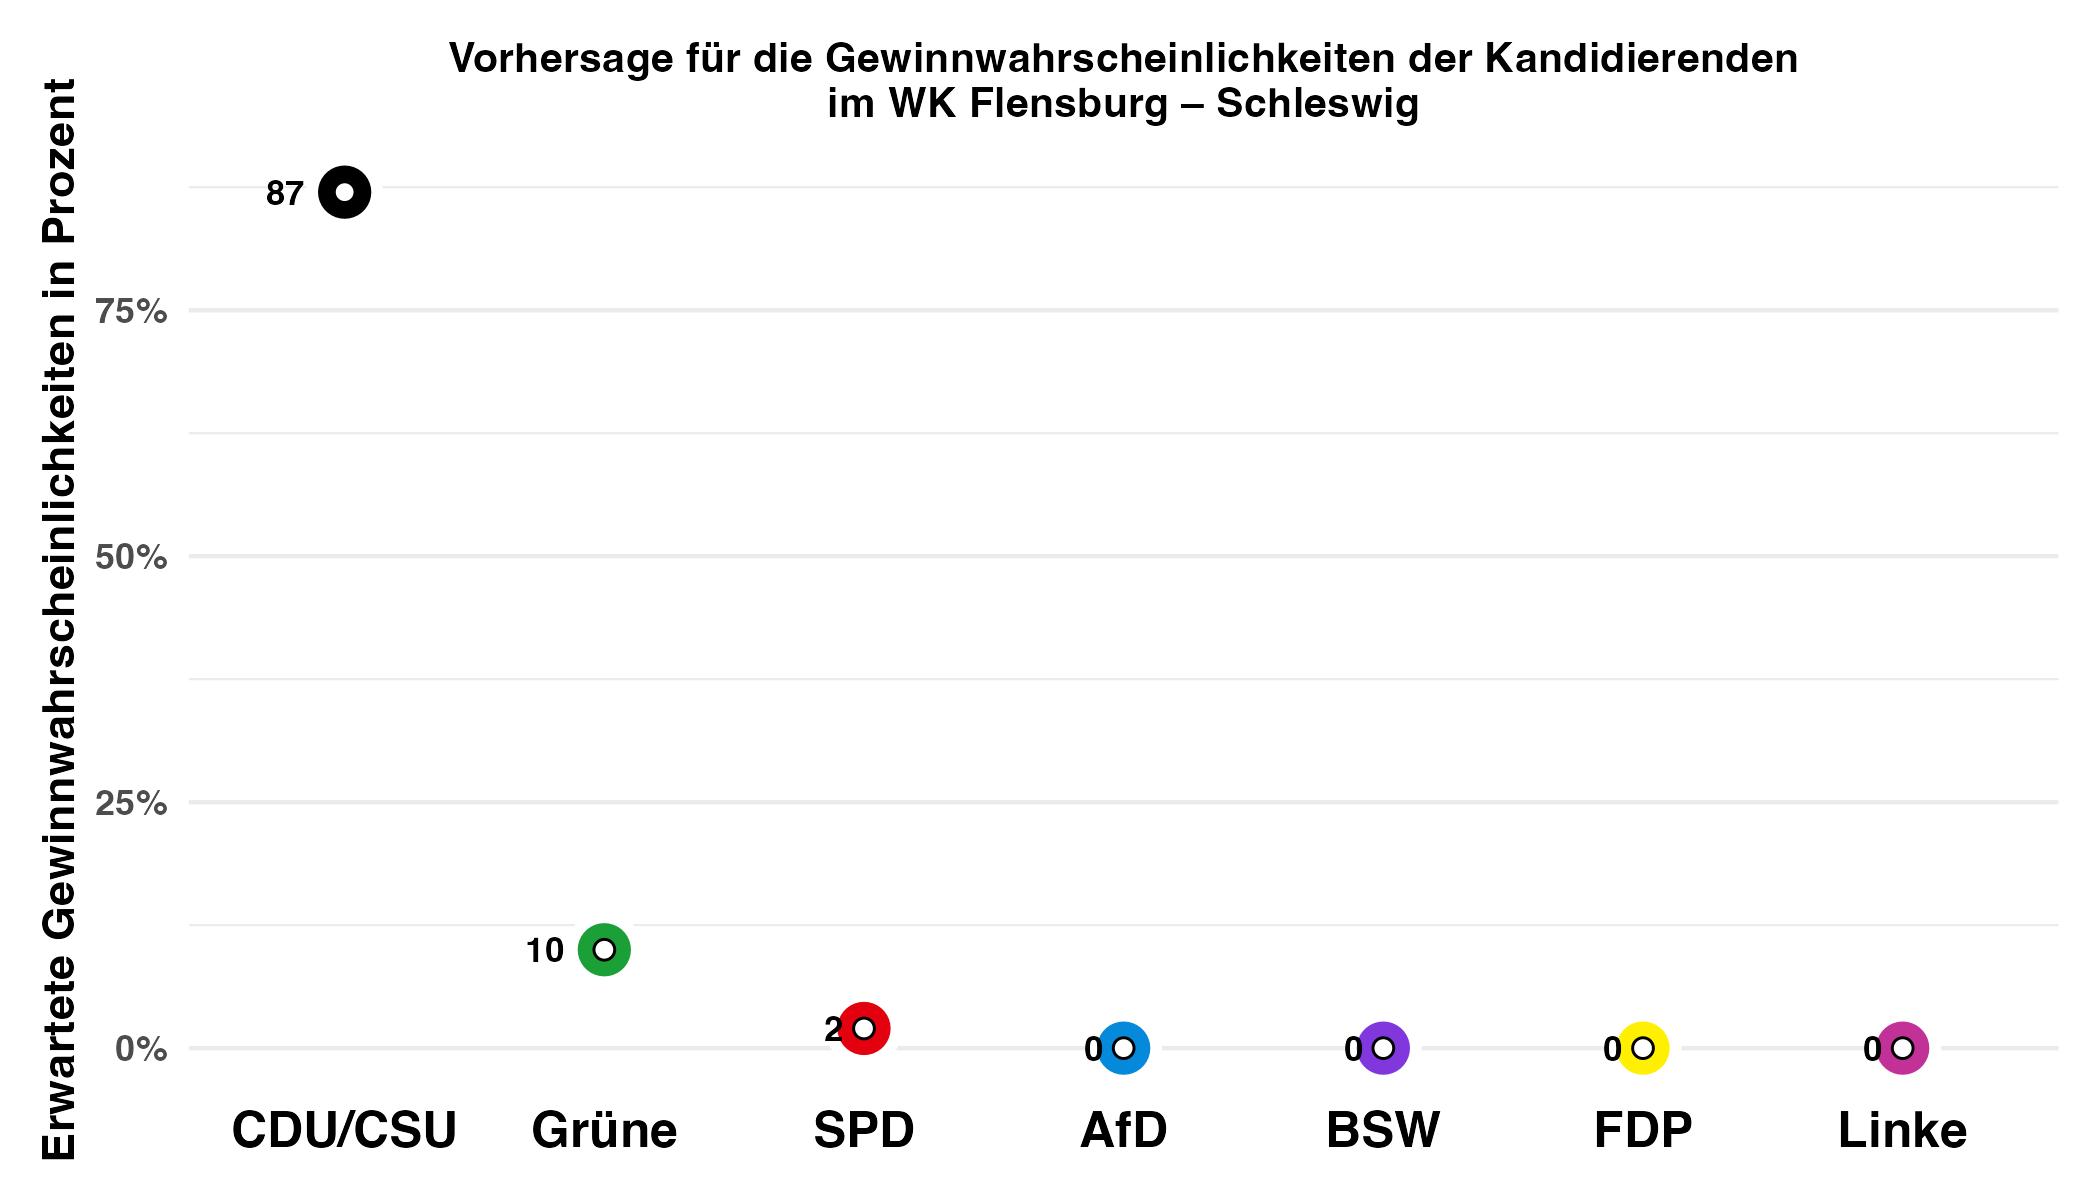 Vorhersage für die Gewinnwahrscheinlichkeiten der Kandidierenden
im WK Flensburg – Schleswig
Erwartete Gewinnwahrscheinlichkeiten in Prozent
87
75%
50%
25%
10
2
0%
0
0
0
0
CDU/CSU
Grüne
SPD
AfD
BSW
FDP
Linke